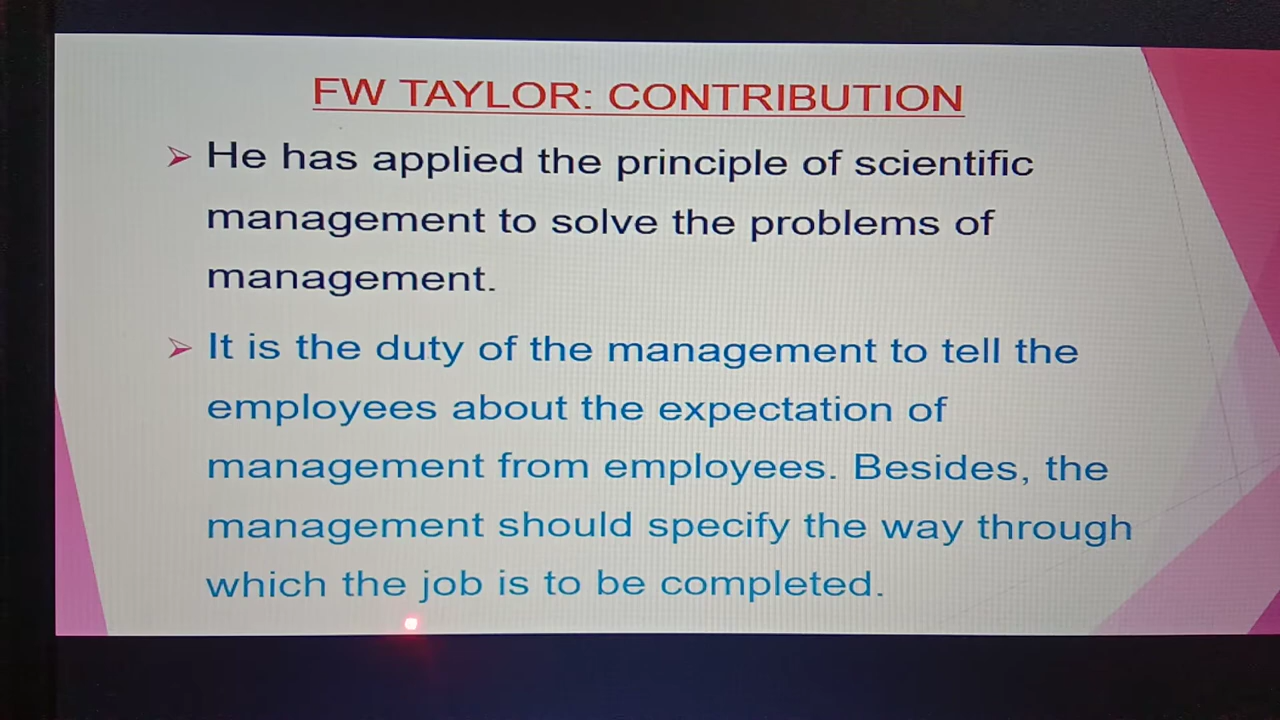 FW TAYLOR: CONTRIBUTION
He has applied the principle of scientific
management to solve the problems of
management.
It is the duty of the management to tell the
employees about the expectation of
management from employees. Besides, the
management should specify the way through
which the job is to be completed.